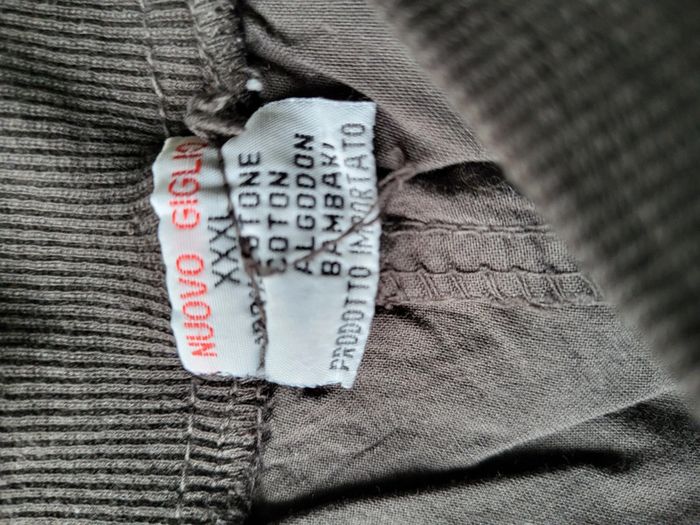 NUOVO GIGLIO
XXXL
COTONE
COTON
ALGODON
BAMBAKI
PRODOTTO IMPORTATO